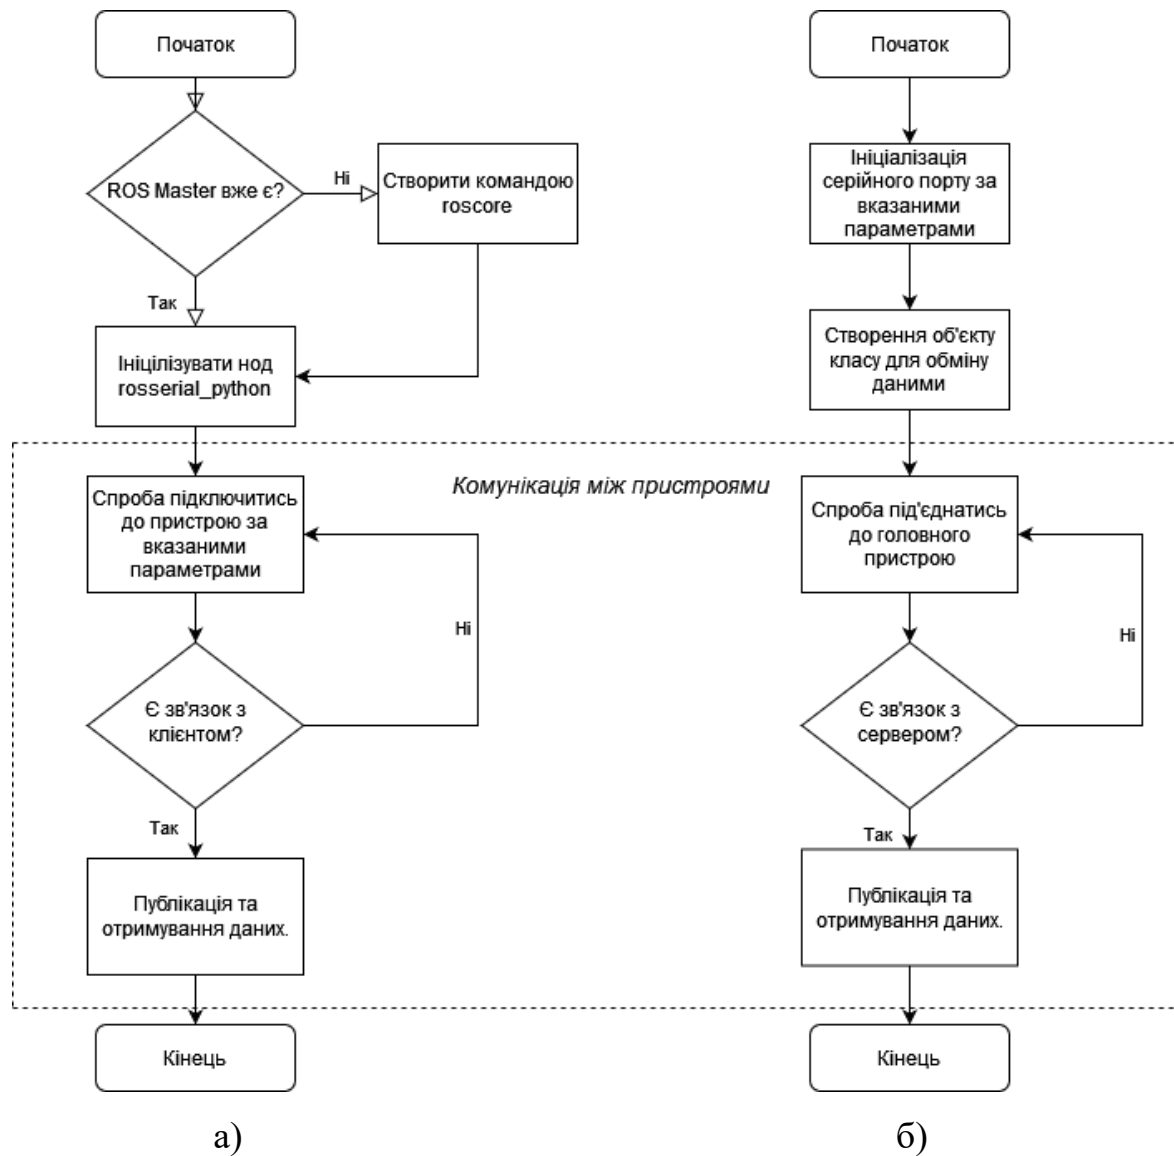 Початок
ROS Master вже є?
Ні
Створити командою
roscore
Так
Ініцілізувати нод
rosserial_python
Спроба підключитись
до пристрою за
вказаними
параметрами
Ні
Є зв'язок з
клієнтом?
Так
Публікація та
отримування даних.
Кінець
а)
Комунікація між пристроями
Початок
Ініціалізація
серійного порту за
вказаними
параметрами
Створення об'єкту
класу для обміну
даними
Спроба під'єднатись
до головного
пристрою
Ні
Є зв'язок з
сервером?
Так
Публікація та
отримування даних.
Кінець
б)